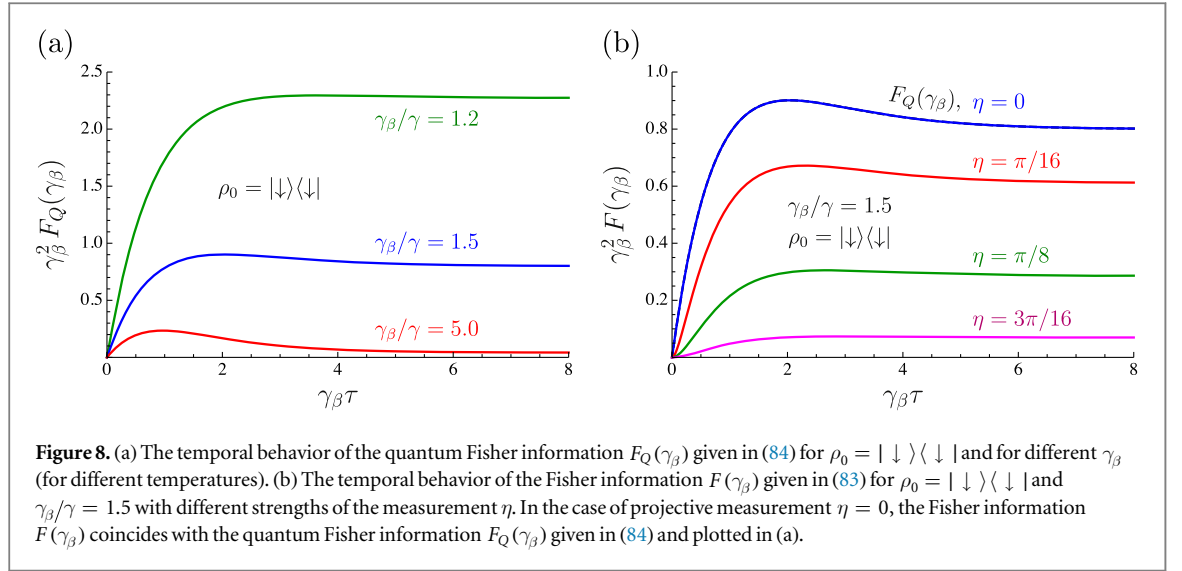 (a)
2.5
2.0
1.5
1.0
0.5
0
2
4
6
8
γ_β^2 F_Q(γ_β)
γ_β τ
γ_β/γ = 1.2
ρ_0 = |↓⟩⟨↓|
γ_β/γ = 1.5
γ_β/γ = 5.0
(b)
1.0
0.8
0.6
0.4
0.2
0
2
4
6
8
γ_β^2 F(γ_β)
γ_β τ
F_Q(γ_β), η = 0
η = π/16
γ_β/γ = 1.5
ρ_0 = |↓⟩⟨↓|
η = π/8
η = 3π/16
Figure 8. (a) The temporal behavior of the quantum Fisher information F_Q(γ_β) given in (84) for ρ_0 = | ↓ ⟩⟨ ↓ | and for different γ_β
(for different temperatures). (b) The temporal behavior of the Fisher information F(γ_β) given in (83) for ρ_0 = | ↓ ⟩⟨ ↓ | and
γ_β/γ = 1.5 with different strengths of the measurement η. In the case of projective measurement η = 0, the Fisher information
F(γ_β) coincides with the quantum Fisher information F_Q(γ_β) given in (84) and plotted in (a).